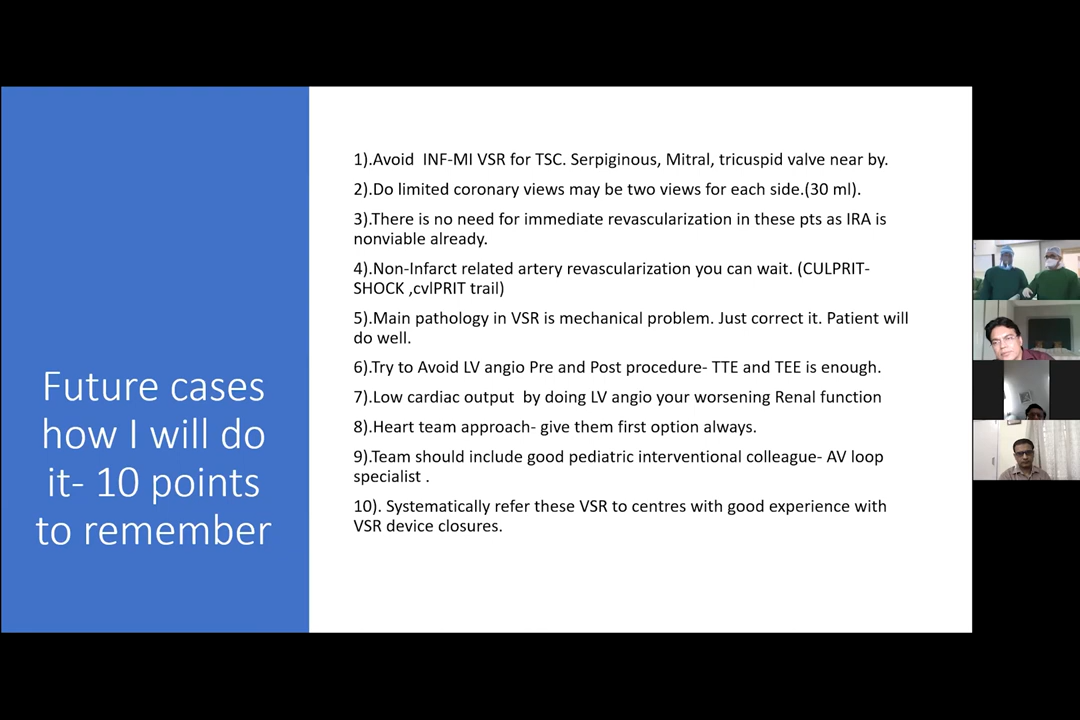 Future cases
how I will do
it- 10 points
to remember
1).Avoid  INF-MI VSR for TSC. Serpiginous, Mitral, tricuspid valve near by.
2).Do limited coronary views may be two views for each side.(30 ml).
3).There is no need for immediate revascularization in these pts as IRA is
nonviable already.
4).Non-Infarct related artery revascularization you can wait. (CULPRIT-
SHOCK ,cvlPRIT trail)
5).Main pathology in VSR is mechanical problem. Just correct it. Patient will
do well.
6).Try to Avoid LV angio Pre and Post procedure- TTE and TEE is enough.
7).Low cardiac output  by doing LV angio your worsening Renal function
8).Heart team approach- give them first option always.
9).Team should include good pediatric interventional colleague- AV loop
specialist .
10). Systematically refer these VSR to centres with good experience with
VSR device closures.